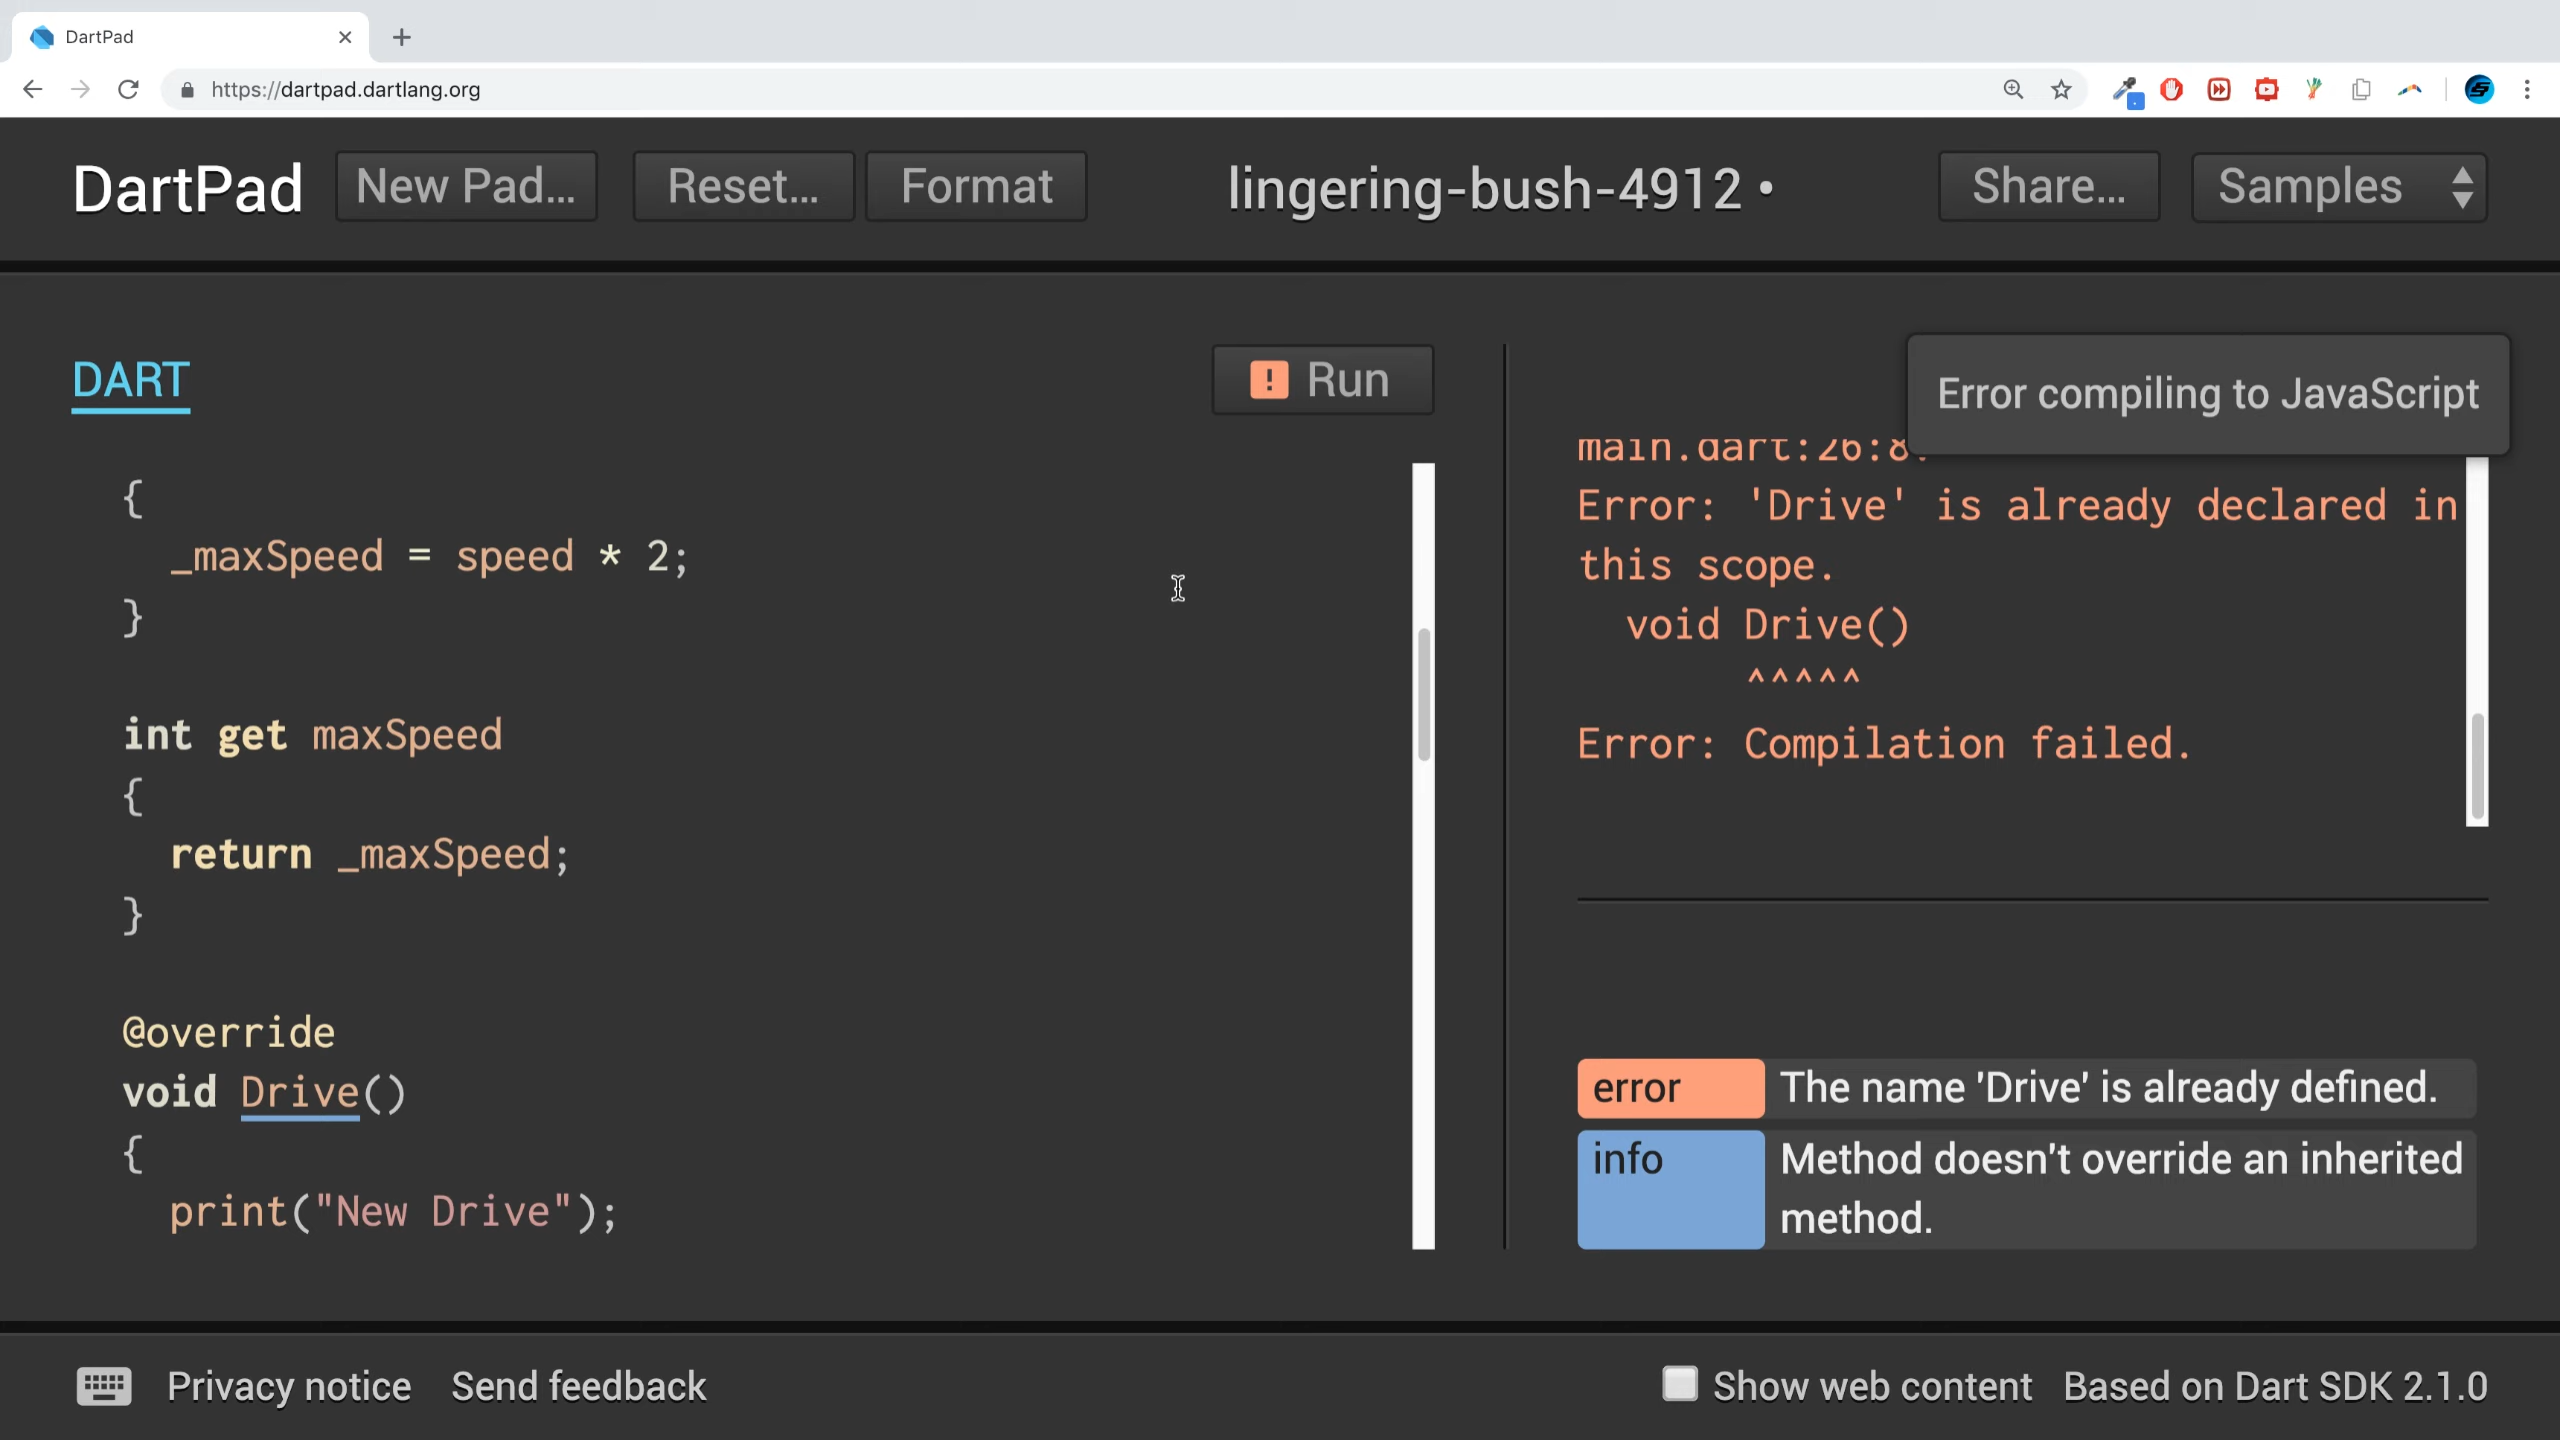 DartPad
https://dartpad.dartlang.org
DartPad New Pad... Reset... Format lingering-bush-4912 • Share... Samples
DART
! Run
Error compiling to JavaScript
{
_maxSpeed = speed * 2;
}
int get maxSpeed
{
return _maxSpeed;
}
@override
void Drive()
{
print("New Drive");
main.dart:26:8:
Error: 'Drive' is already declared in
this scope.
void Drive()
^^^^^
Error: Compilation failed.
error The name 'Drive' is already defined.
info Method doesn't override an inherited
method.
Privacy notice Send feedback Show web content Based on Dart SDK 2.1.0